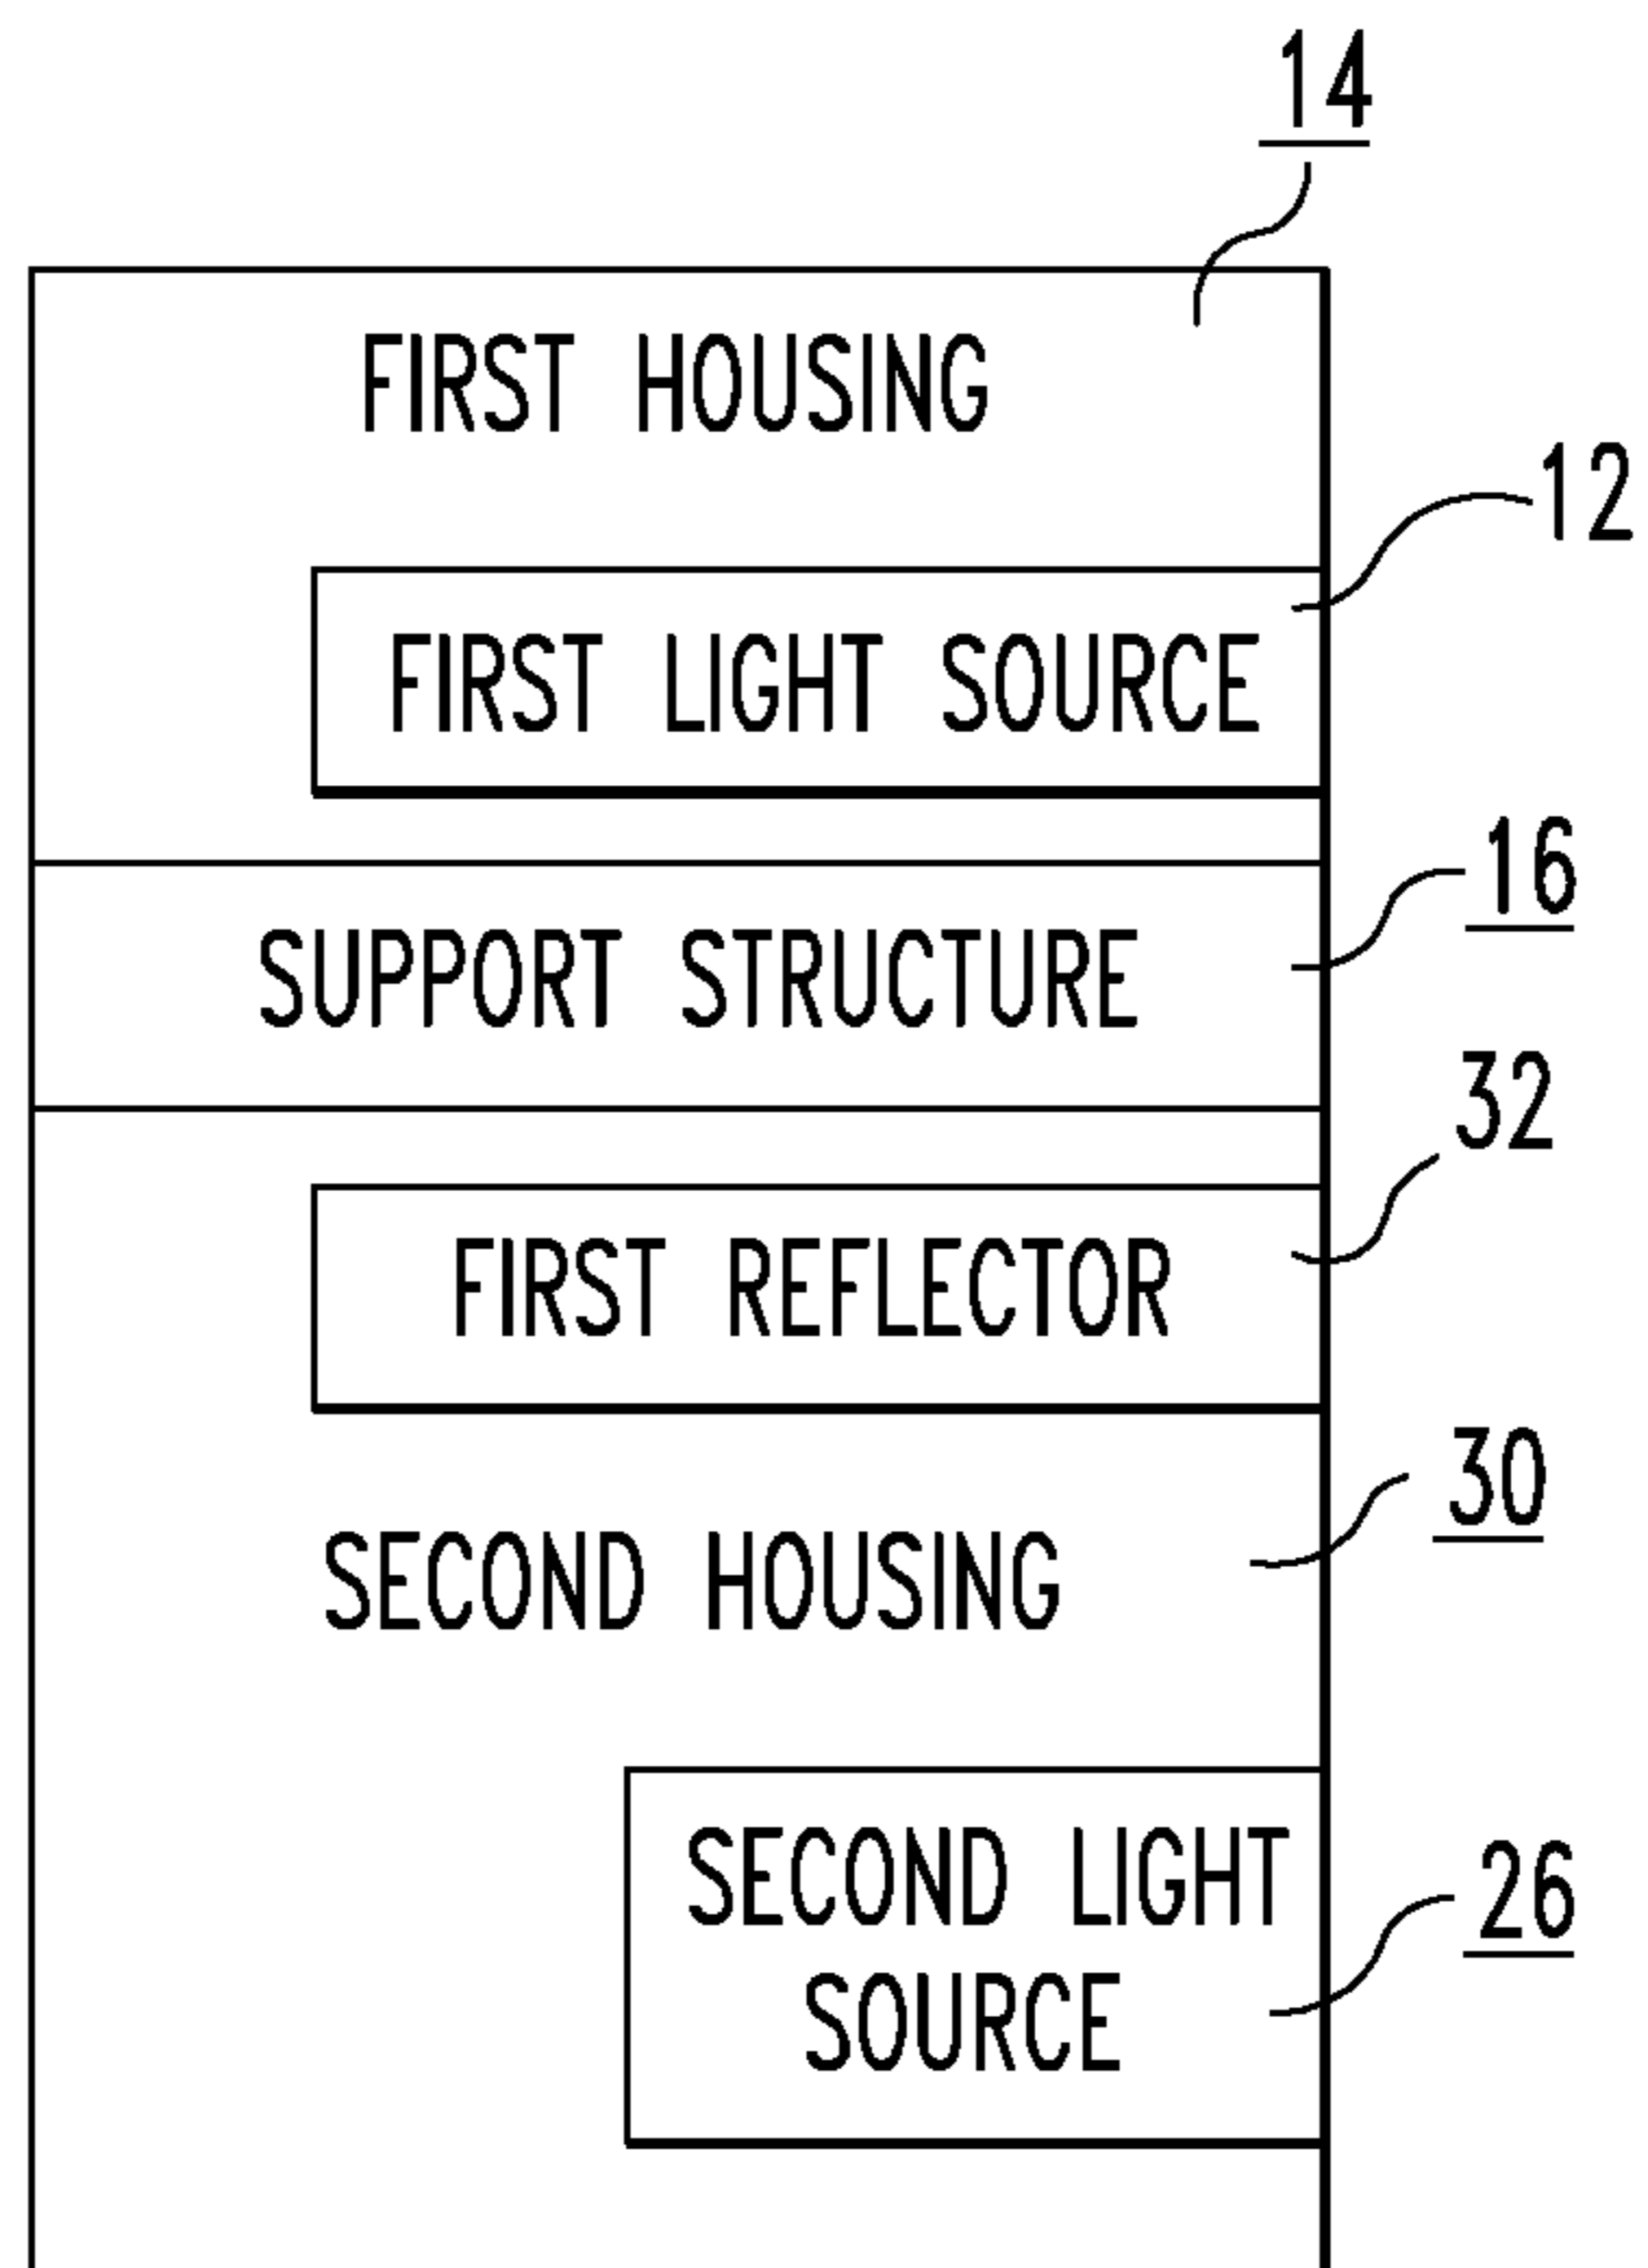 14
FIRST HOUSING
12
FIRST LIGHT SOURCE
16
SUPPORT STRUCTURE
32
FIRST REFLECTOR
30
SECOND HOUSING
SECOND LIGHT
26
SOURCE